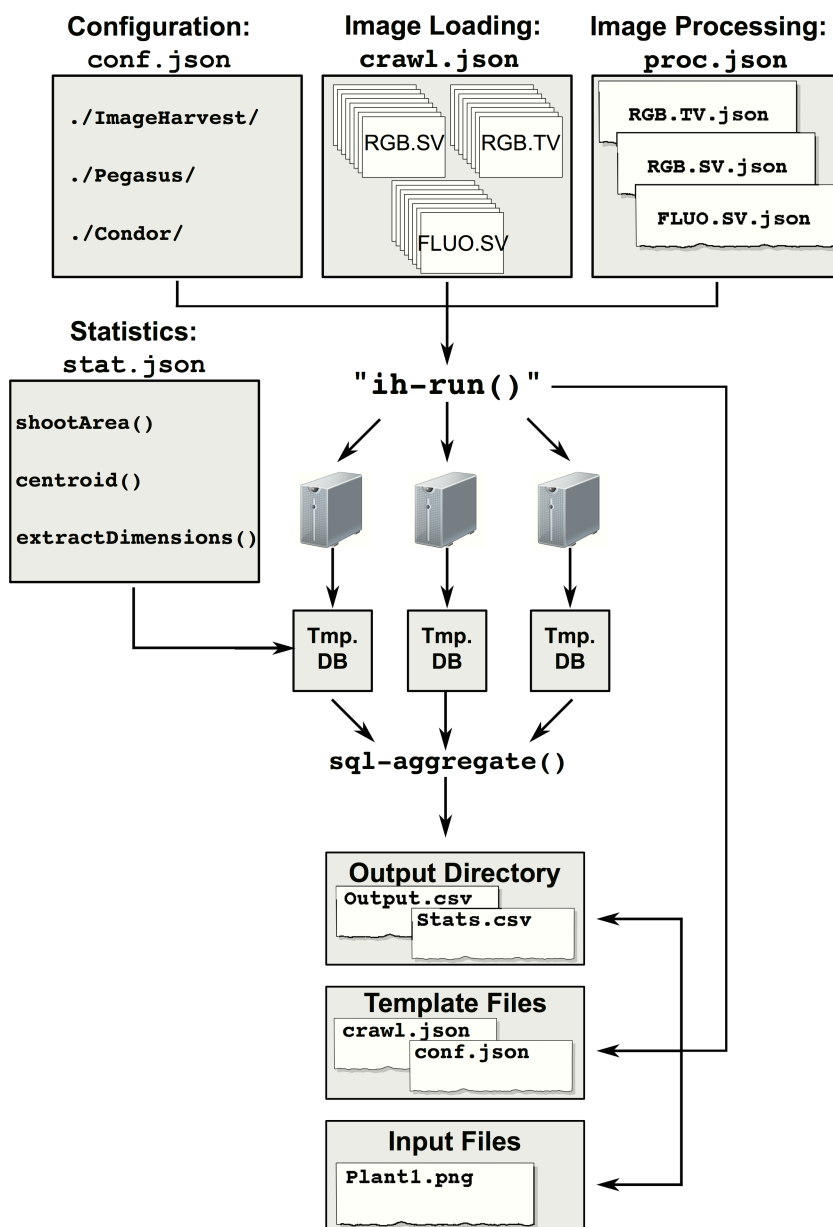 Configuration:
conf.json
./ImageHarvest/
./Pegasus/
./Condor/
Image Loading:
crawl.json
RGB.SV
RGB.TV
FLUO.SV
Image Processing:
proc.json
RGB.TV.json
RGB.SV.json
FLUO.SV.json
Statistics:
stat.json
shootArea()
centroid()
extractDimensions()
"ih-run()"
Tmp.
DB
Tmp.
DB
Tmp.
DB
sql-aggregate()
Output Directory
Output.csv
Stats.csv
Template Files
crawl.json
conf.json
Input Files
Plant1.png